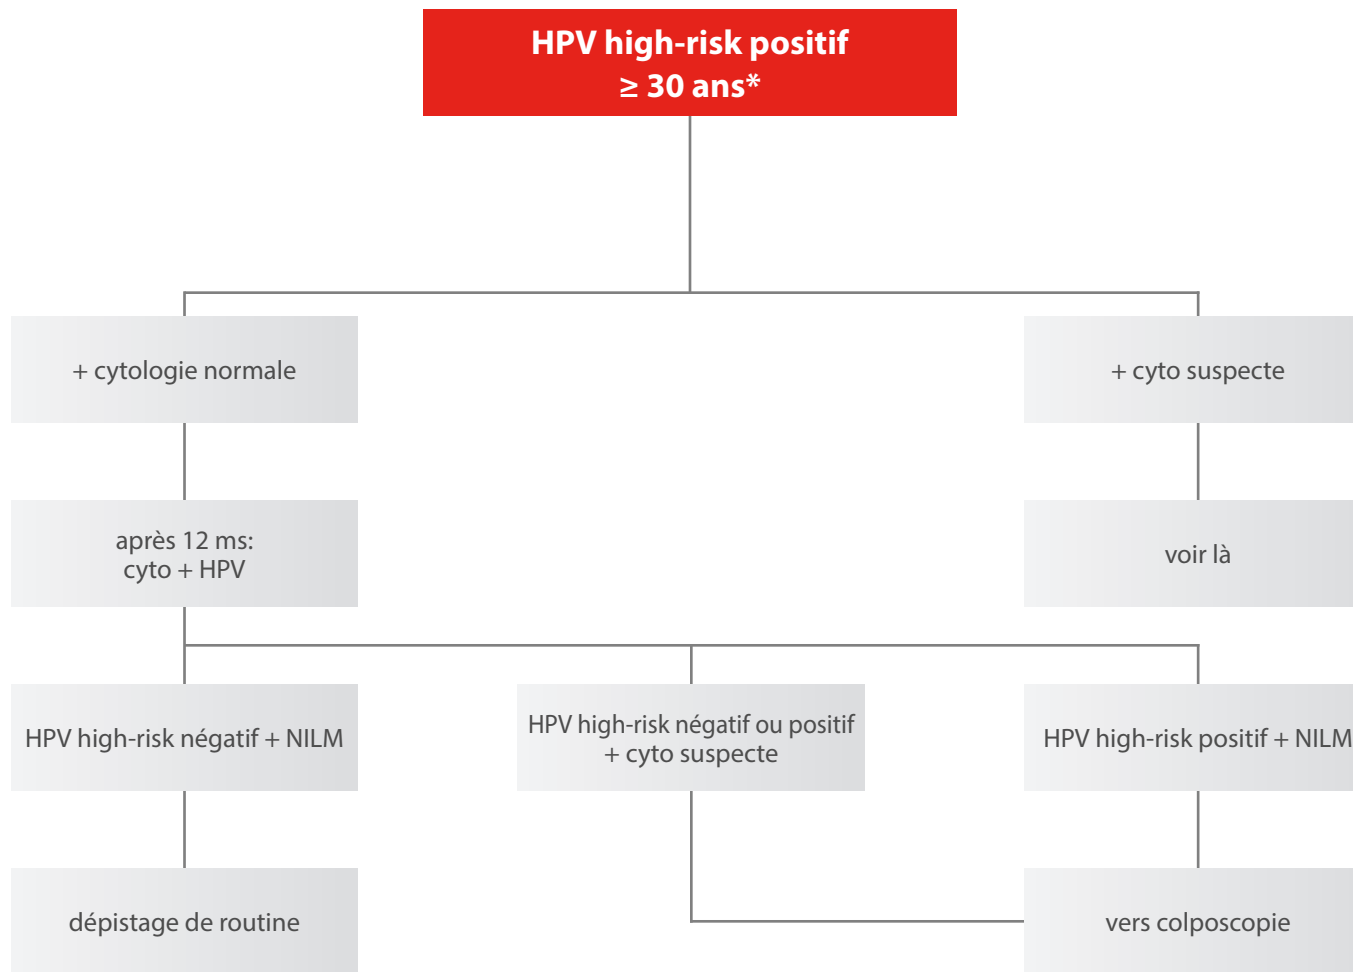 HPV high-risk positif
≥ 30 ans*
+ cytologie normale
+ cyto suspecte
après 12 ms:
cyto + HPV
voir là
HPV high-risk négatif + NILM
HPV high-risk négatif ou positif
+ cyto suspecte
HPV high-risk positif + NILM
dépistage de routine
vers colposcopie